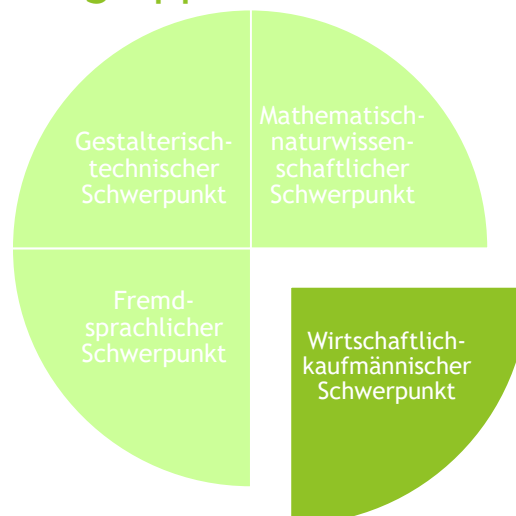 Gestalterisch-
technischer
Schwerpunkt
Mathematisch-
naturwissen-
schaftlicher
Schwerpunkt
Fremd-
sprachlicher
Schwerpunkt
Wirtschaftlich-
kaufmännischer
Schwerpunkt